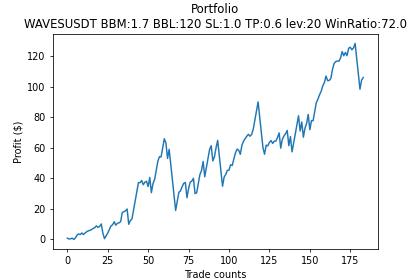 Portfolio
WAVESUSDT BBM:1.7 BBL:120 SL:1.0 TP:0.6 lev:20 WinRatio:72.0
120
100
80
60
40
20
0
Profit ($)
0 25 50 75 100 125 150 175
Trade counts